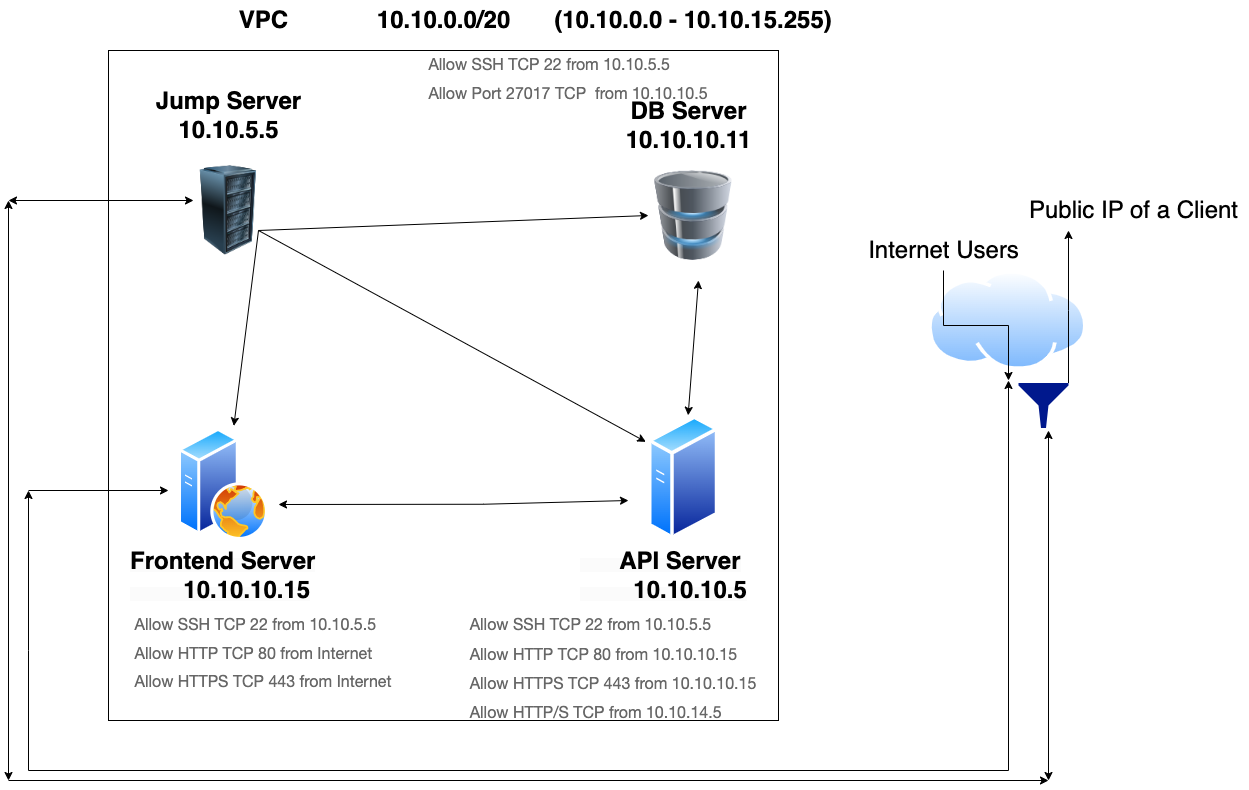 VPC 10.10.0.0/20 (10.10.0.0 - 10.10.15.255)
Allow SSH TCP 22 from 10.10.5.5
Allow Port 27017 TCP from 10.10.10.5
Jump Server
10.10.5.5
DB Server
10.10.10.11
Public IP of a Client
Internet Users
Frontend Server
10.10.10.15
Allow SSH TCP 22 from 10.10.5.5
Allow HTTP TCP 80 from Internet
Allow HTTPS TCP 443 from Internet
API Server
10.10.10.5
Allow SSH TCP 22 from 10.10.5.5
Allow HTTP TCP 80 from 10.10.10.15
Allow HTTPS TCP 443 from 10.10.10.15
Allow HTTP/S TCP from 10.10.14.5